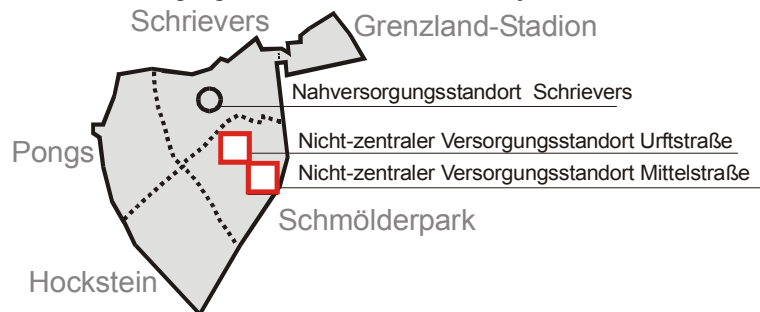 Schrievers
Grenzland-Stadion
Nahversorgungsstandort Schrievers
Nicht-zentraler Versorgungsstandort Urftstraße
Pongs
Nicht-zentraler Versorgungsstandort Mittelstraße
Schmölderpark
Hockstein